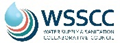 WSSCC
WATER SUPPLY & SANITATION
COLLABORATIVE COUNCIL